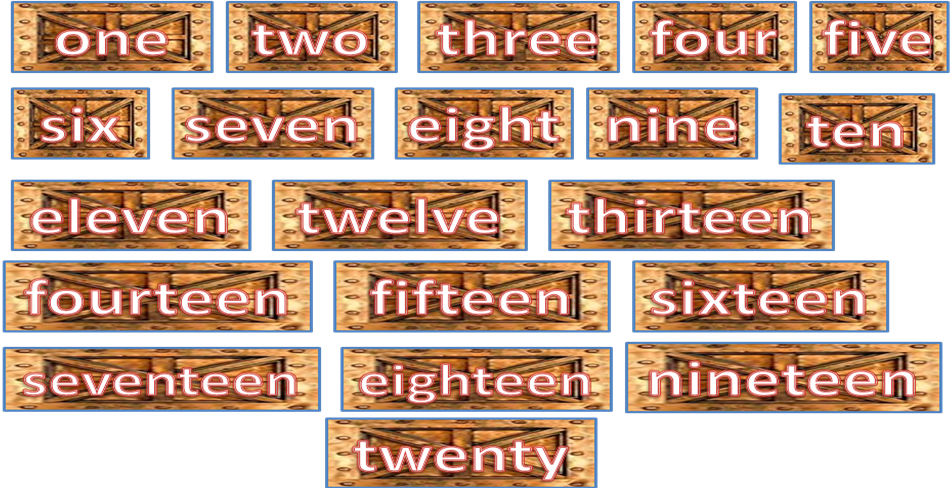 one two three four five
six seven eight nine ten
eleven twelve thirteen
fourteen fifteen sixteen
seventeen eighteen nineteen
twenty